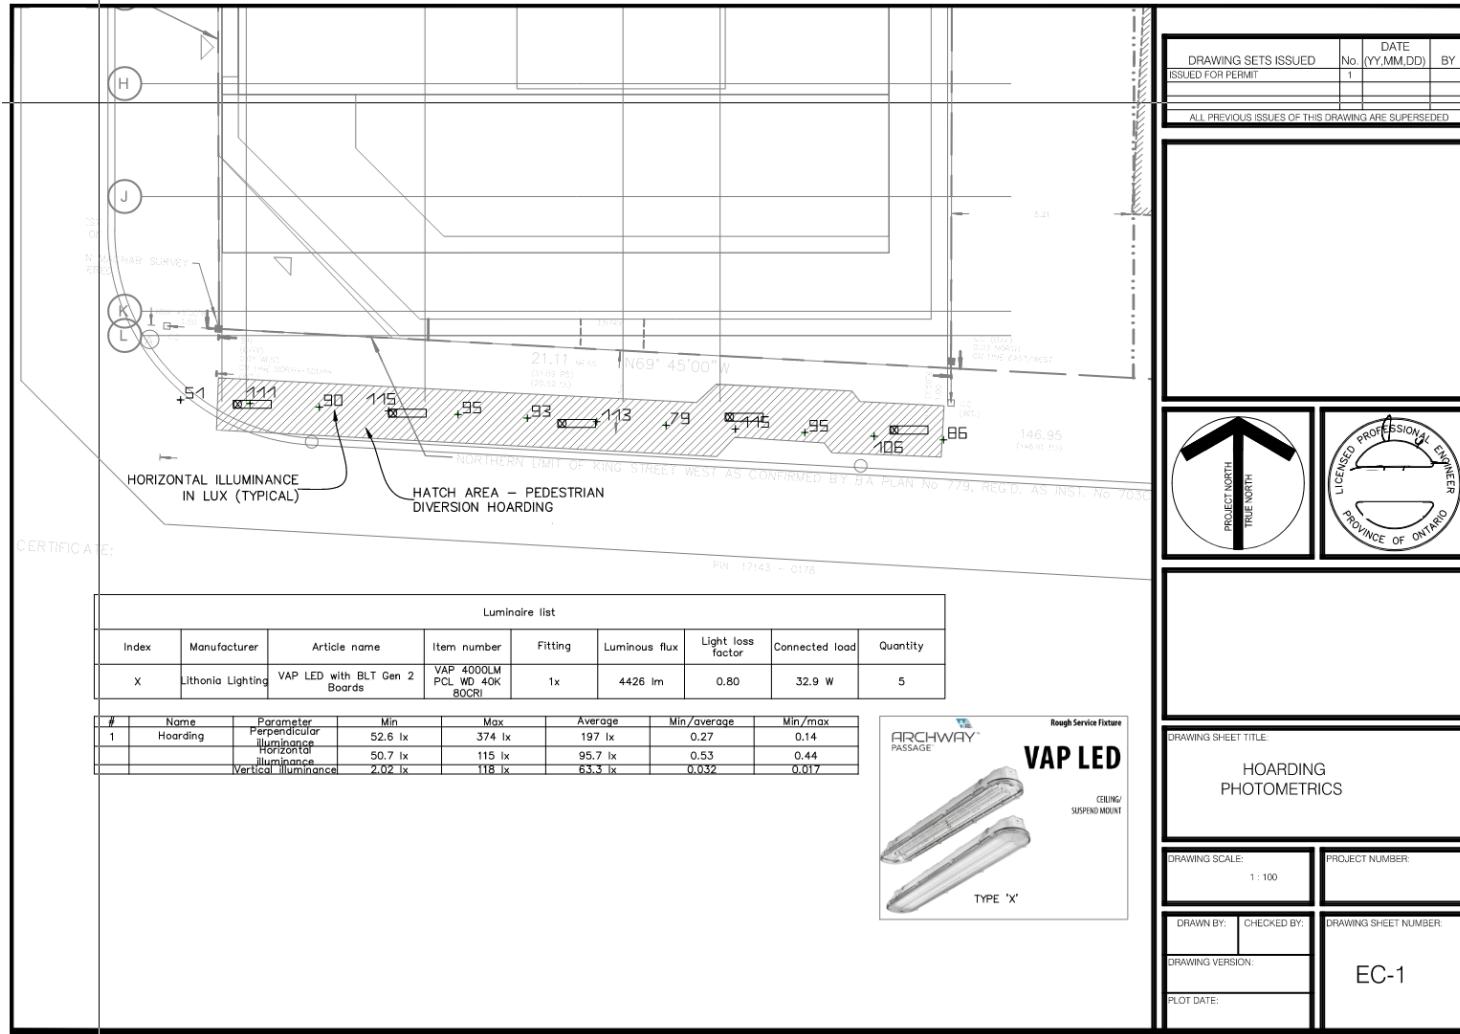 H
J
K
L
N MACNAB SURVEY
21.11
N69° 45'00"W
146.95
51
111
90
115
95
93
113
79
115
95
106
86
HORIZONTAL ILLUMINANCE
IN LUX (TYPICAL)
HATCH AREA – PEDESTRIAN
DIVERSION HOARDING
NORTHERN LIMIT OF KING STREET WEST AS CONFIRMED BY BA PLAN No 779, REG'D. AS INST. No
CERTIFICATE:
PIN 17143 - 0178
Luminaire list
Index Manufacturer Article name Item number Fitting Luminous flux Light loss factor Connected load Quantity
X Lithonia Lighting VAP LED with BLT Gen 2 Boards VAP 4000LM PCL WD 40K 80CRI 1x 4426 lm 0.80 32.9 W 5
# Name Parameter Min Max Average Min/average Min/max
1 Hoarding Perpendicular illuminance 52.6 lx 374 lx 197 lx 0.27 0.14
Horizontal illuminance 50.7 lx 115 lx 95.7 lx 0.53 0.44
Vertical illuminance 2.02 lx 118 lx 63.3 lx 0.032 0.017
ARCHWAY
PASSAGE
Rough Service Fixture
VAP LED
CEILING/
SUSPEND MOUNT
TYPE 'X'
DRAWING SETS ISSUED No. DATE (YY,MM,DD) BY
ISSUED FOR PERMIT 1
ALL PREVIOUS ISSUES OF THIS DRAWING ARE SUPERSEDED
PROJECT NORTH
TRUE NORTH
LICENSED PROFESSIONAL ENGINEER
PROVINCE OF ONTARIO
DRAWING SHEET TITLE:
HOARDING
PHOTOMETRICS
DRAWING SCALE:
1 : 100
PROJECT NUMBER:
DRAWN BY:
CHECKED BY:
DRAWING SHEET NUMBER:
DRAWING VERSION:
EC-1
PLOT DATE: